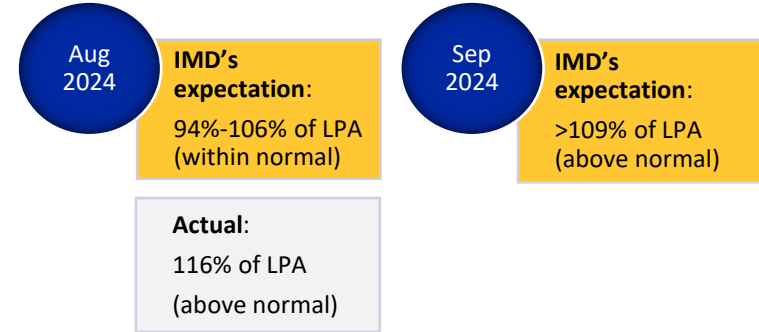 Aug
2024
IMD's
expectation:
94%-106% of LPA
(within normal)
Actual:
116% of LPA
(above normal)
Sep
2024
IMD's
expectation:
>109% of LPA
(above normal)